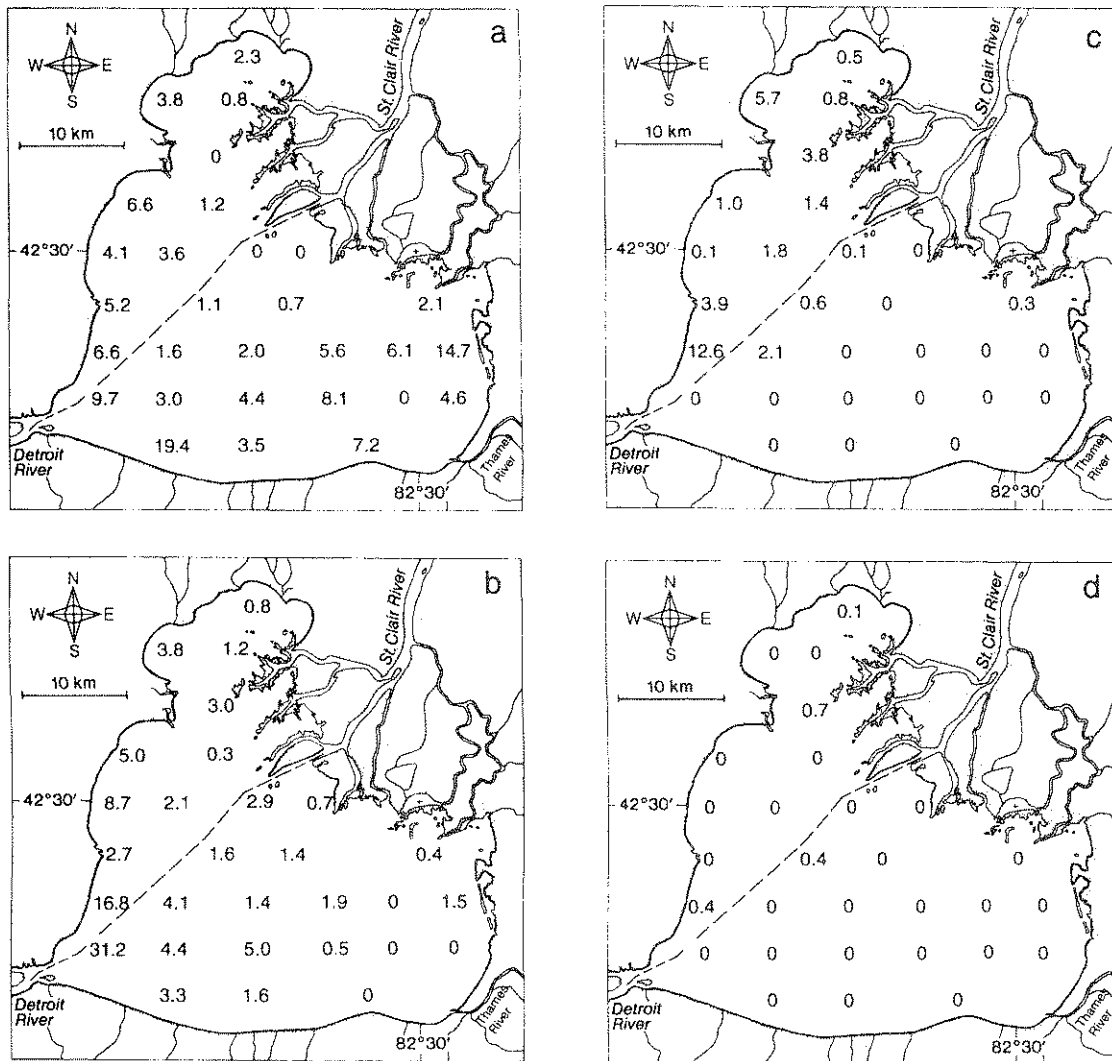 a
N
W E
S
10 km
St. Clair River
2.3
3.8 0.8
0
6.6 1.2
42°30'
4.1 3.6 0 0
5.2 1.1 0.7 2.1
6.6 1.6 2.0 5.6 6.1 14.7
9.7 3.0 4.4 8.1 0 4.6
19.4 3.5 7.2
Detroit
River
Thames
River
82°30'
c
N
W E
S
10 km
St. Clair River
0.5
5.7 0.8
3.8
1.0 1.4
42°30'
0.1 1.8 0.1 0
3.9 0.6 0 0.3
12.6 2.1 0 0 0 0
0 0 0 0 0 0
0 0 0
Detroit
River
Thames
River
82°30'
b
N
W E
S
10 km
St. Clair River
0.8
3.8 1.2
3.0
5.0 0.3
42°30'
8.7 2.1 2.9 0.7
2.7 1.6 1.4 0.4
16.8 4.1 1.4 1.9 0 1.5
31.2 4.4 5.0 0.5 0 0
3.3 1.6 0
Detroit
River
Thames
River
82°30'
d
N
W E
S
10 km
St. Clair River
0.1
0 0
0.7
0 0
42°30'
0 0 0 0
0 0.4 0 0
0.4 0 0 0 0 0
0 0 0 0 0 0
0 0 0
Detroit
River
Thames
River
82°30'